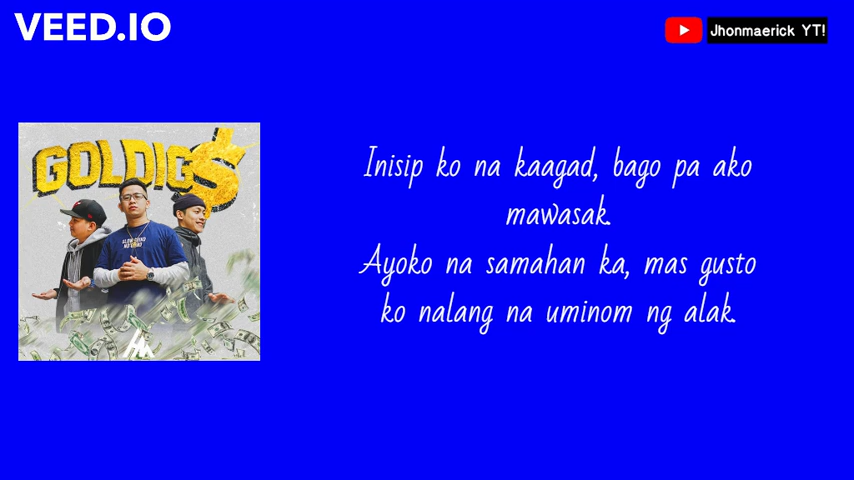 VEED.IO
Jhonmaerick YT!
GOLDIG$
Inisip ko na kaagad, bago pa ako
mawasak.
Ayoko na samahan ka, mas gusto
ko nalang na uminom ng alak.